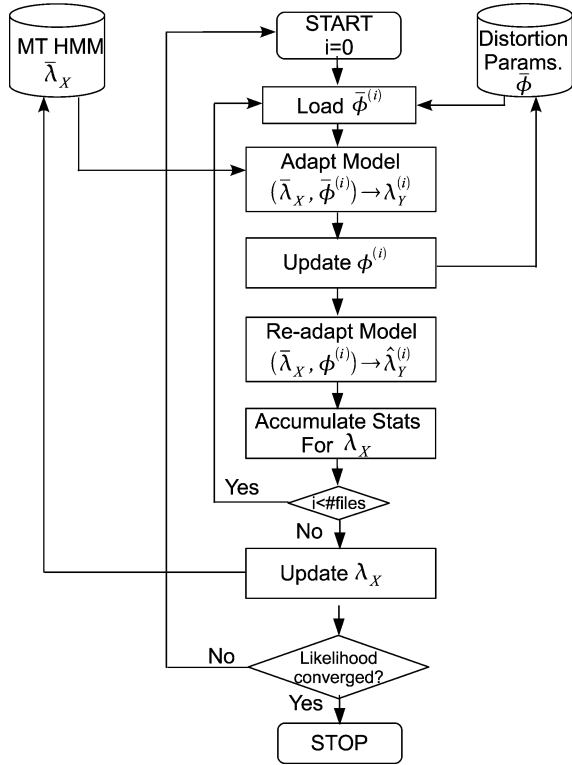 MT HMM
λ̅_X
START
i=0
Distortion
Params.
ϕ̅
Load ϕ̅^(i)
Adapt Model
(λ̅_X, ϕ̅^(i))→λ_Y^(i)
Update ϕ^(i)
Re-adapt Model
(λ̅_X, ϕ^(i))→λ̂_Y^(i)
Accumulate Stats
For λ_X
Yes
i<#files
No
Update λ_X
No
Likelihood
converged?
Yes
STOP